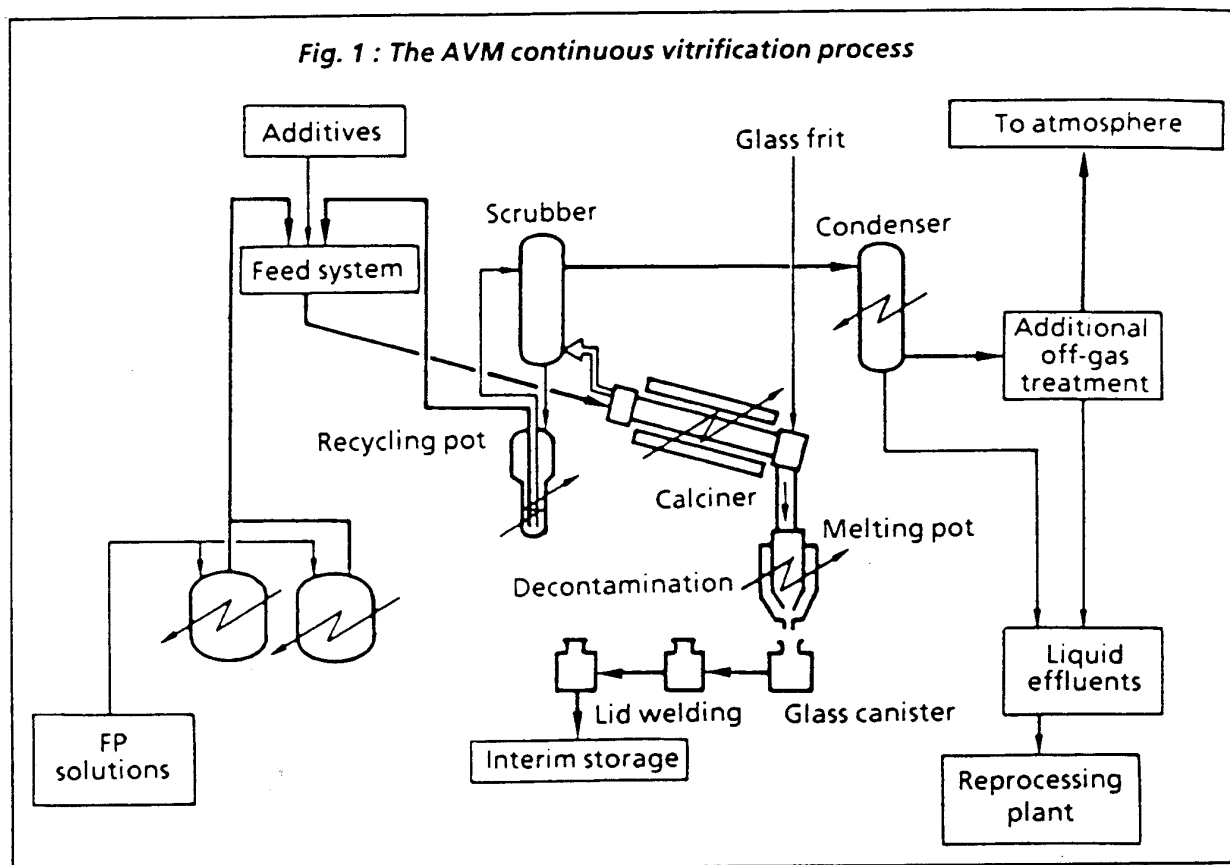 Fig. 1 : The AVM continuous vitrification process
Additives
To atmosphere
Glass frit
Scrubber
Condenser
Feed system
Additional
off-gas
treatment
Recycling pot
Calciner
Melting pot
Decontamination
Liquid
effluents
Lid welding
Glass canister
FP
solutions
Interim storage
Reprocessing
plant